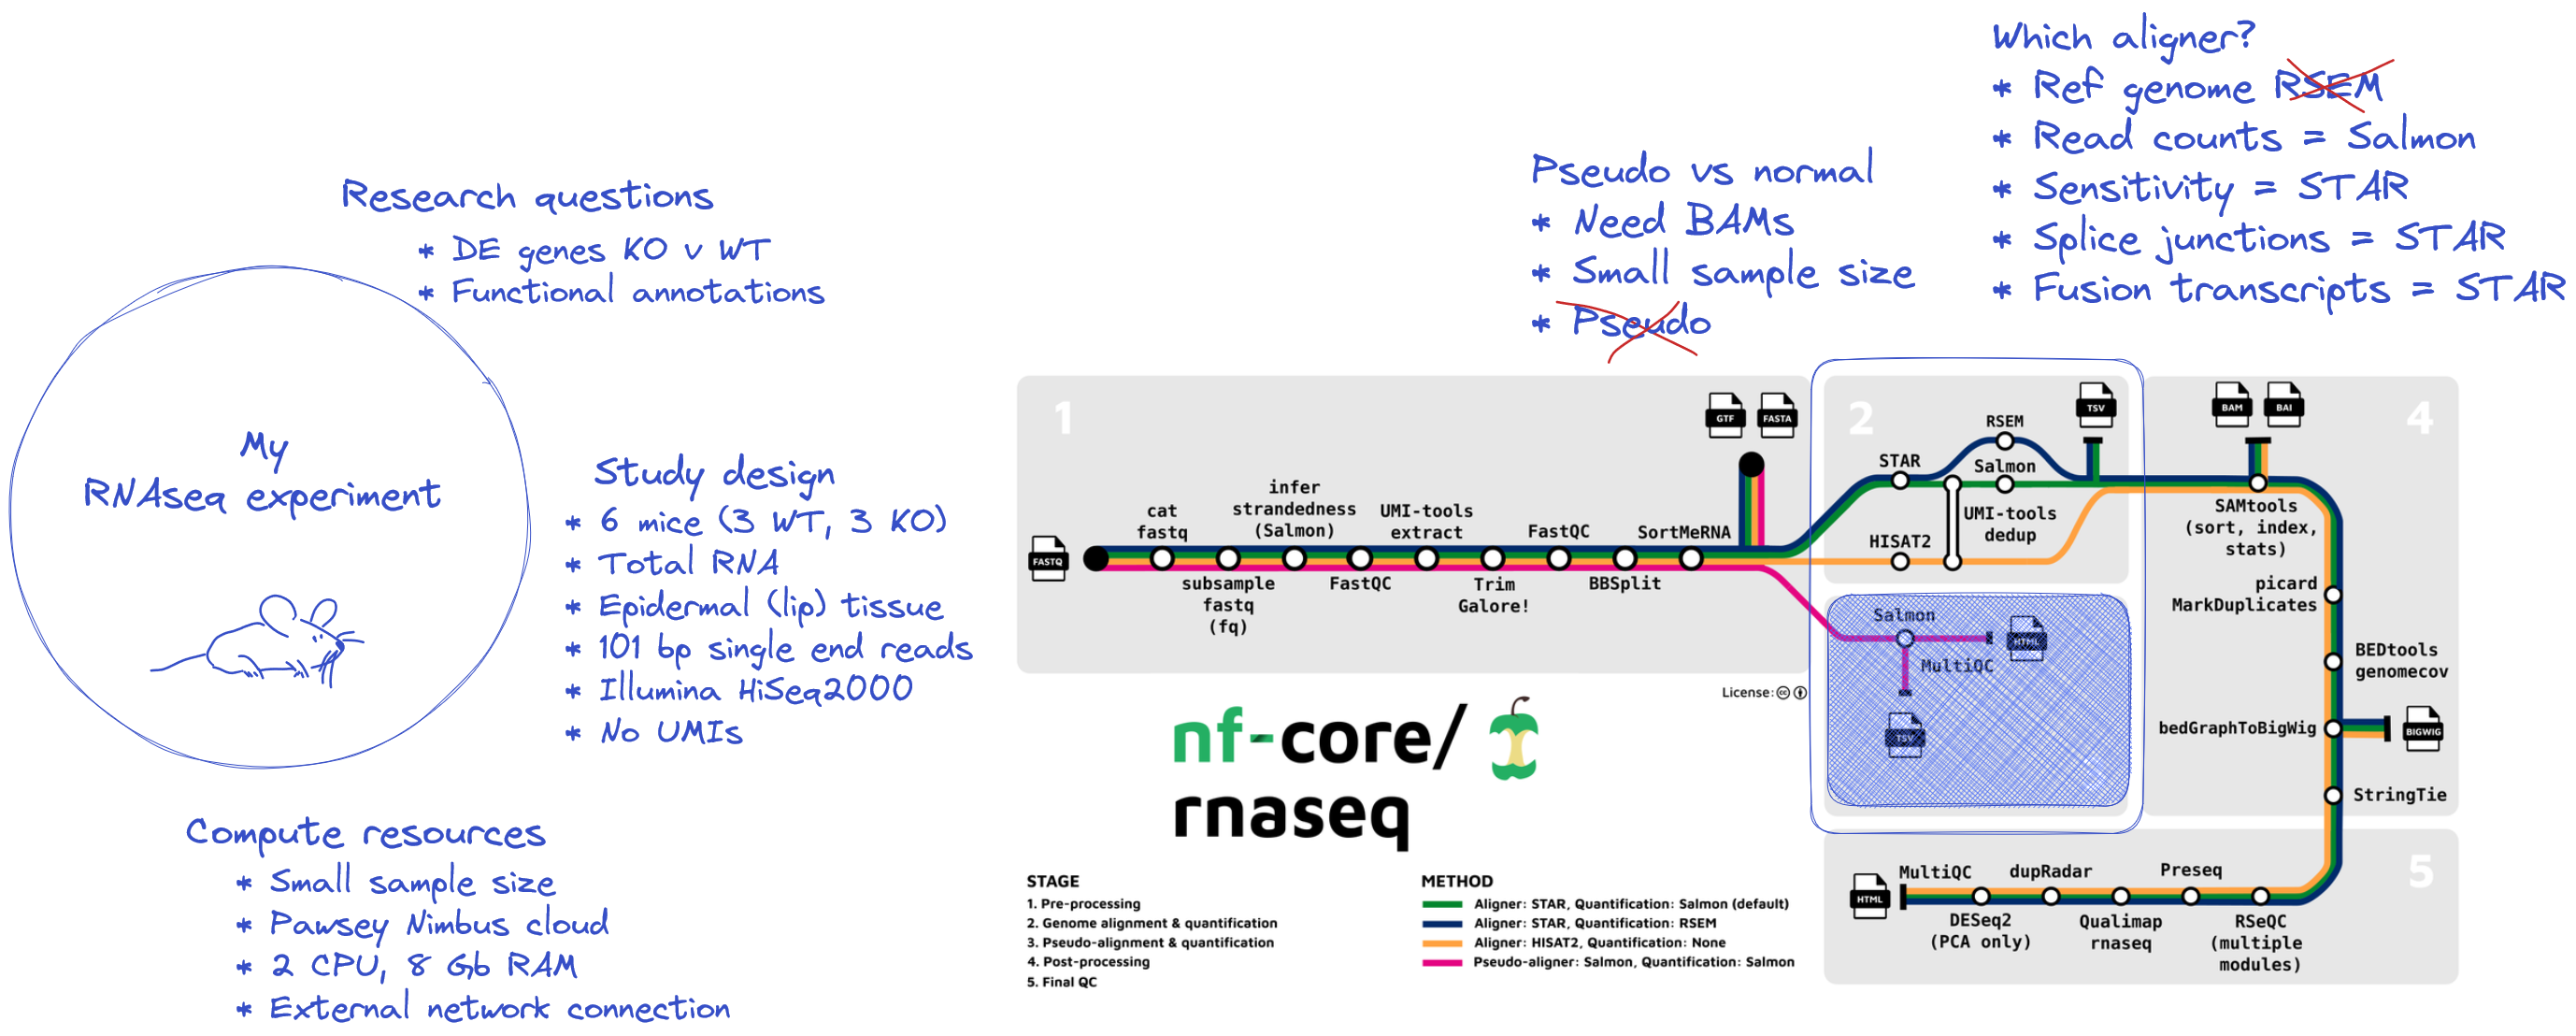 Research questions
* DE genes KO v WT
* Functional annotations
My
RNAseq experiment
Study design
* 6 mice (3 WT, 3 KO)
* Total RNA
* Epidermal (lip) tissue
* 101 bp single end reads
* Illumina HiSeq2000
* No UMIs
Compute resources
* Small sample size
* Pawsey Nimbus cloud
* 2 CPU, 8 Gb RAM
* External network connection
Pseudo vs normal
* Need BAMs
* Small sample size
* Pseudo
Which aligner?
* Ref genome RSEM
* Read counts = Salmon
* Sensitivity = STAR
* Splice junctions = STAR
* Fusion transcripts = STAR
1
GTF
FASTA
FASTQ
cat
fastq
subsample
fastq
(fq)
infer
strandedness
(Salmon)
FastQC
UMI-tools
extract
Trim
Galore!
FastQC
BBSplit
SortMeRNA
2
STAR
RSEM
Salmon
TSV
HISAT2
UMI-tools
dedup
Salmon
HTML
MultiQC
TSV
4
BAM
BAI
SAMtools
(sort, index,
stats)
picard
MarkDuplicates
BEDtools
genomecov
bedGraphToBigWig
BIGWIG
StringTie
5
RSeQC
(multiple
modules)
Preseq
Qualimap
rnaseq
dupRadar
DESeq2
(PCA only)
MultiQC
HTML
License:
nf-core/
rnaseq
STAGE
1. Pre-processing
2. Genome alignment & quantification
3. Pseudo-alignment & quantification
4. Post-processing
5. Final QC
METHOD
Aligner: STAR, Quantification: Salmon (default)
Aligner: STAR, Quantification: RSEM
Aligner: HISAT2, Quantification: None
Pseudo-aligner: Salmon, Quantification: Salmon